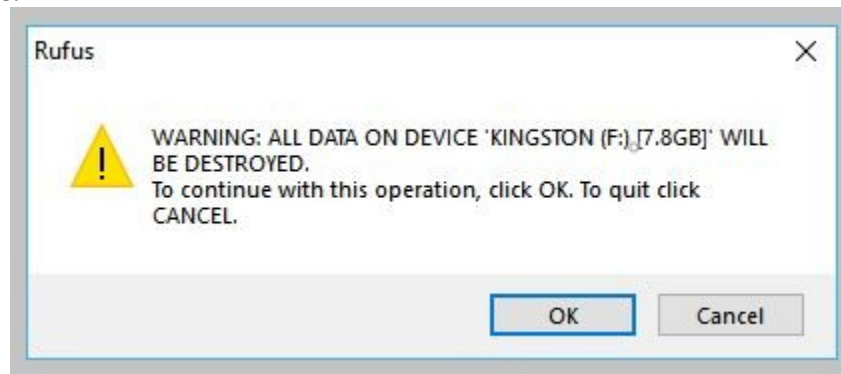 Rufus
WARNING: ALL DATA ON DEVICE 'KINGSTON (F:) [7.8GB]' WILL
BE DESTROYED.
To continue with this operation, click OK. To quit click
CANCEL.
OK
Cancel